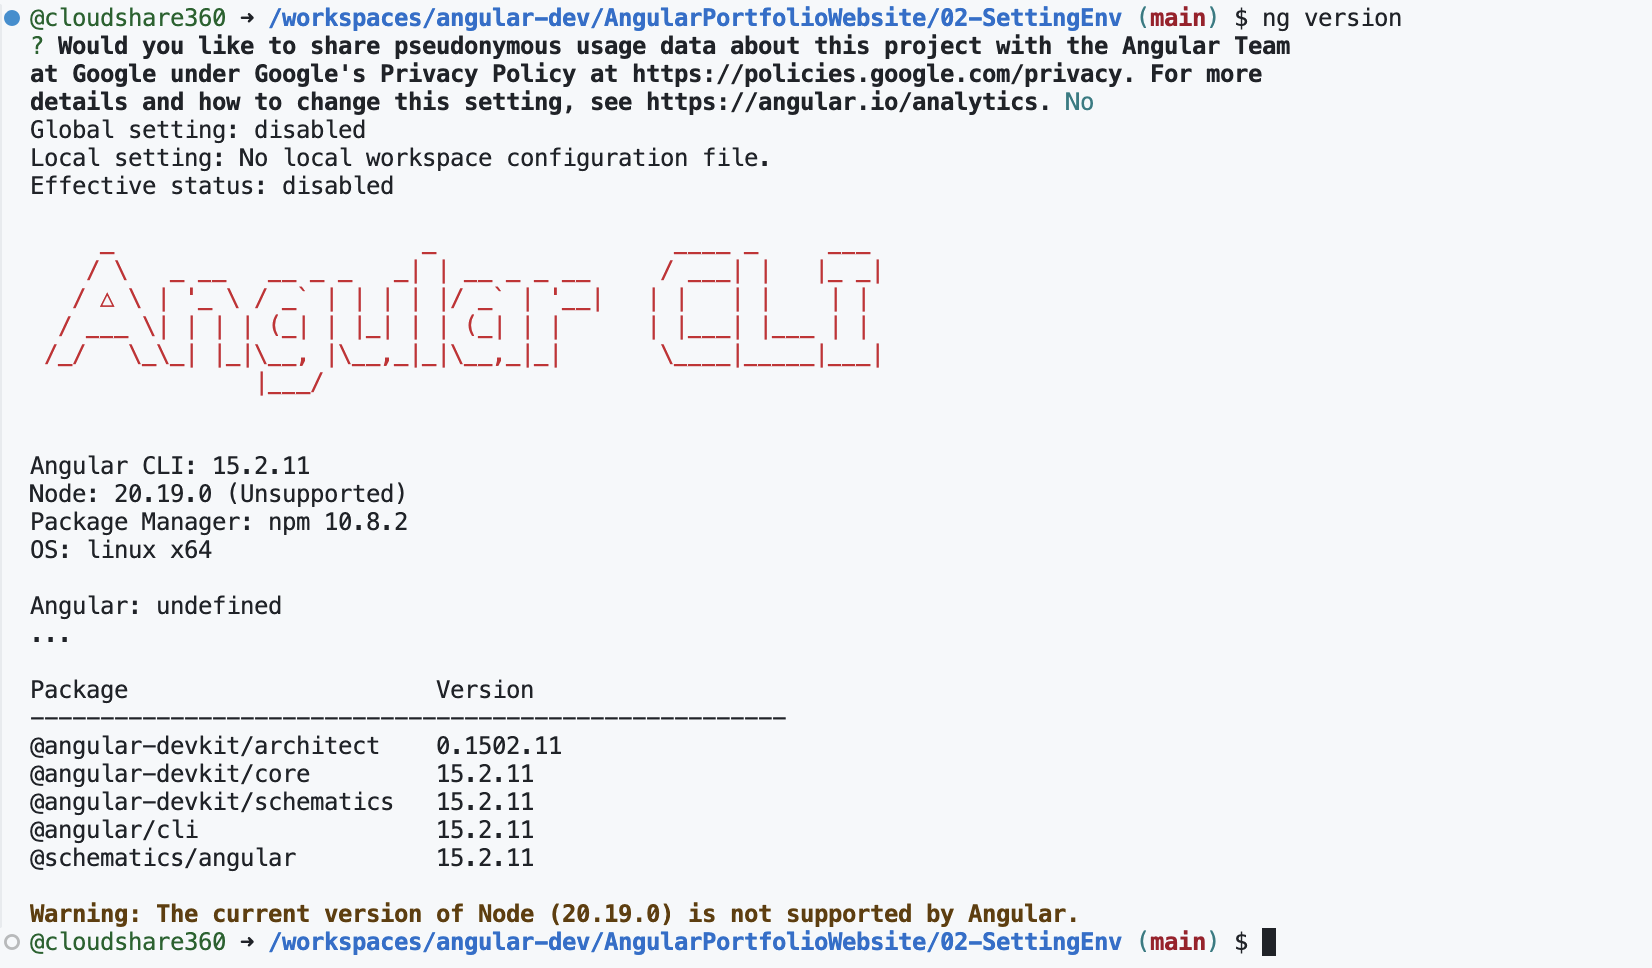 @cloudshare360 ➜ /workspaces/angular-dev/AngularPortfolioWebsite/02-SettingEnv (main) $ ng version
? Would you like to share pseudonymous usage data about this project with the Angular Team
at Google under Google's Privacy Policy at https://policies.google.com/privacy. For more
details and how to change this setting, see https://angular.io/analytics. No
Global setting: disabled
Local setting: No local workspace configuration file.
Effective status: disabled
Angular CLI
Angular CLI: 15.2.11
Node: 20.19.0 (Unsupported)
Package Manager: npm 10.8.2
OS: linux x64
Angular: undefined
...
Package                      Version
------------------------------------------------------
@angular-devkit/architect    0.1502.11
@angular-devkit/core         15.2.11
@angular-devkit/schematics   15.2.11
@angular/cli                 15.2.11
@schematics/angular          15.2.11
Warning: The current version of Node (20.19.0) is not supported by Angular.
@cloudshare360 ➜ /workspaces/angular-dev/AngularPortfolioWebsite/02-SettingEnv (main) $